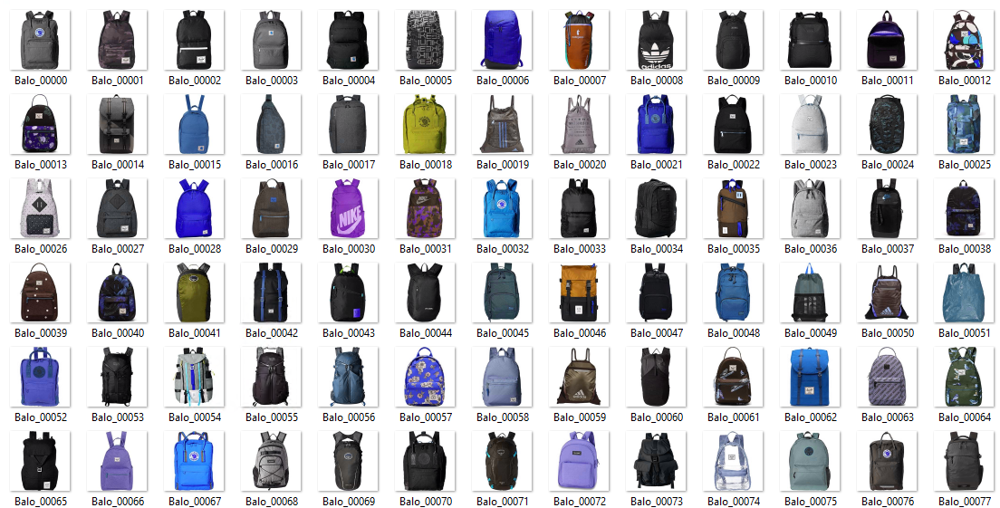 Balo_00000 Balo_00001 Balo_00002 Balo_00003 Balo_00004 Balo_00005 Balo_00006 Balo_00007 Balo_00008 Balo_00009 Balo_00010 Balo_00011 Balo_00012
adidas
Balo_00013 Balo_00014 Balo_00015 Balo_00016 Balo_00017 Balo_00018 Balo_00019 Balo_00020 Balo_00021 Balo_00022 Balo_00023 Balo_00024 Balo_00025
NIKE
Balo_00026 Balo_00027 Balo_00028 Balo_00029 Balo_00030 Balo_00031 Balo_00032 Balo_00033 Balo_00034 Balo_00035 Balo_00036 Balo_00037 Balo_00038
Balo_00039 Balo_00040 Balo_00041 Balo_00042 Balo_00043 Balo_00044 Balo_00045 Balo_00046 Balo_00047 Balo_00048 Balo_00049 Balo_00050 Balo_00051
Balo_00052 Balo_00053 Balo_00054 Balo_00055 Balo_00056 Balo_00057 Balo_00058 Balo_00059 Balo_00060 Balo_00061 Balo_00062 Balo_00063 Balo_00064
Balo_00065 Balo_00066 Balo_00067 Balo_00068 Balo_00069 Balo_00070 Balo_00071 Balo_00072 Balo_00073 Balo_00074 Balo_00075 Balo_00076 Balo_00077